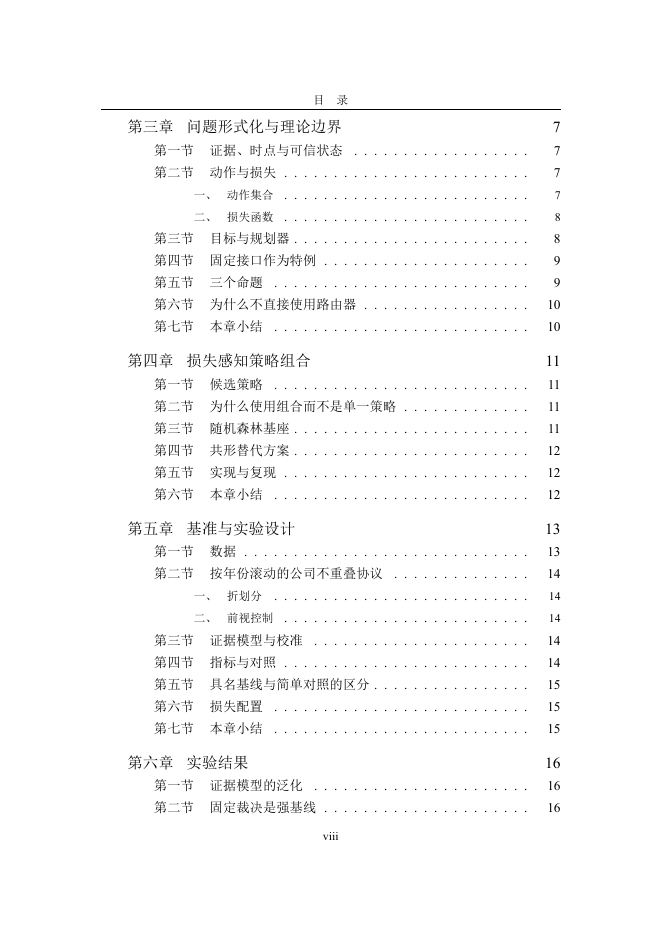 目 录
第三章 问题形式化与理论边界 7
第一节 证据、时点与可信状态 . . . . . . . . . . . . . . . . . . 7
第二节 动作与损失 . . . . . . . . . . . . . . . . . . . . . . . . . 7
一、 动作集合 . . . . . . . . . . . . . . . . . . . . . . . . . 7
二、 损失函数 . . . . . . . . . . . . . . . . . . . . . . . . . 8
第三节 目标与规划器 . . . . . . . . . . . . . . . . . . . . . . . . 8
第四节 固定接口作为特例 . . . . . . . . . . . . . . . . . . . . . 9
第五节 三个命题 . . . . . . . . . . . . . . . . . . . . . . . . . . 9
第六节 为什么不直接使用路由器 . . . . . . . . . . . . . . . . . 10
第七节 本章小结 . . . . . . . . . . . . . . . . . . . . . . . . . . 10
第四章 损失感知策略组合 11
第一节 候选策略 . . . . . . . . . . . . . . . . . . . . . . . . . . 11
第二节 为什么使用组合而不是单一策略 . . . . . . . . . . . . . 11
第三节 随机森林基座 . . . . . . . . . . . . . . . . . . . . . . . . 11
第四节 共形替代方案 . . . . . . . . . . . . . . . . . . . . . . . . 12
第五节 实现与复现 . . . . . . . . . . . . . . . . . . . . . . . . . 12
第六节 本章小结 . . . . . . . . . . . . . . . . . . . . . . . . . . 12
第五章 基准与实验设计 13
第一节 数据 . . . . . . . . . . . . . . . . . . . . . . . . . . . . . 13
第二节 按年份滚动的公司不重叠协议 . . . . . . . . . . . . . . 14
一、 折划分 . . . . . . . . . . . . . . . . . . . . . . . . . . 14
二、 前视控制 . . . . . . . . . . . . . . . . . . . . . . . . . 14
第三节 证据模型与校准 . . . . . . . . . . . . . . . . . . . . . . 14
第四节 指标与对照 . . . . . . . . . . . . . . . . . . . . . . . . . 14
第五节 具名基线与简单对照的区分 . . . . . . . . . . . . . . . . 15
第六节 损失配置 . . . . . . . . . . . . . . . . . . . . . . . . . . 15
第七节 本章小结 . . . . . . . . . . . . . . . . . . . . . . . . . . 15
第六章 实验结果 16
第一节 证据模型的泛化 . . . . . . . . . . . . . . . . . . . . . . 16
第二节 固定裁决是强基线 . . . . . . . . . . . . . . . . . . . . . 16
viii